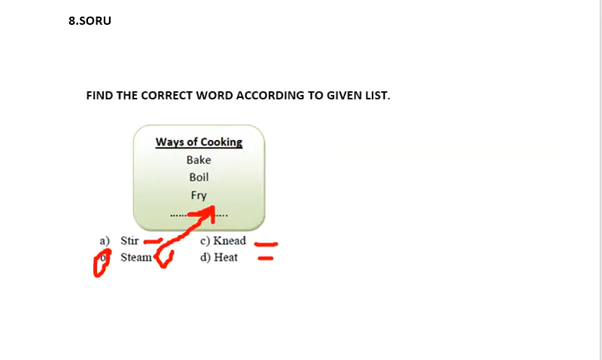 8.SORU
FIND THE CORRECT WORD ACCORDING TO GIVEN LIST.
Ways of Cooking
Bake
Boil
Fry
..................
a) Stir c) Knead
b) Steam d) Heat